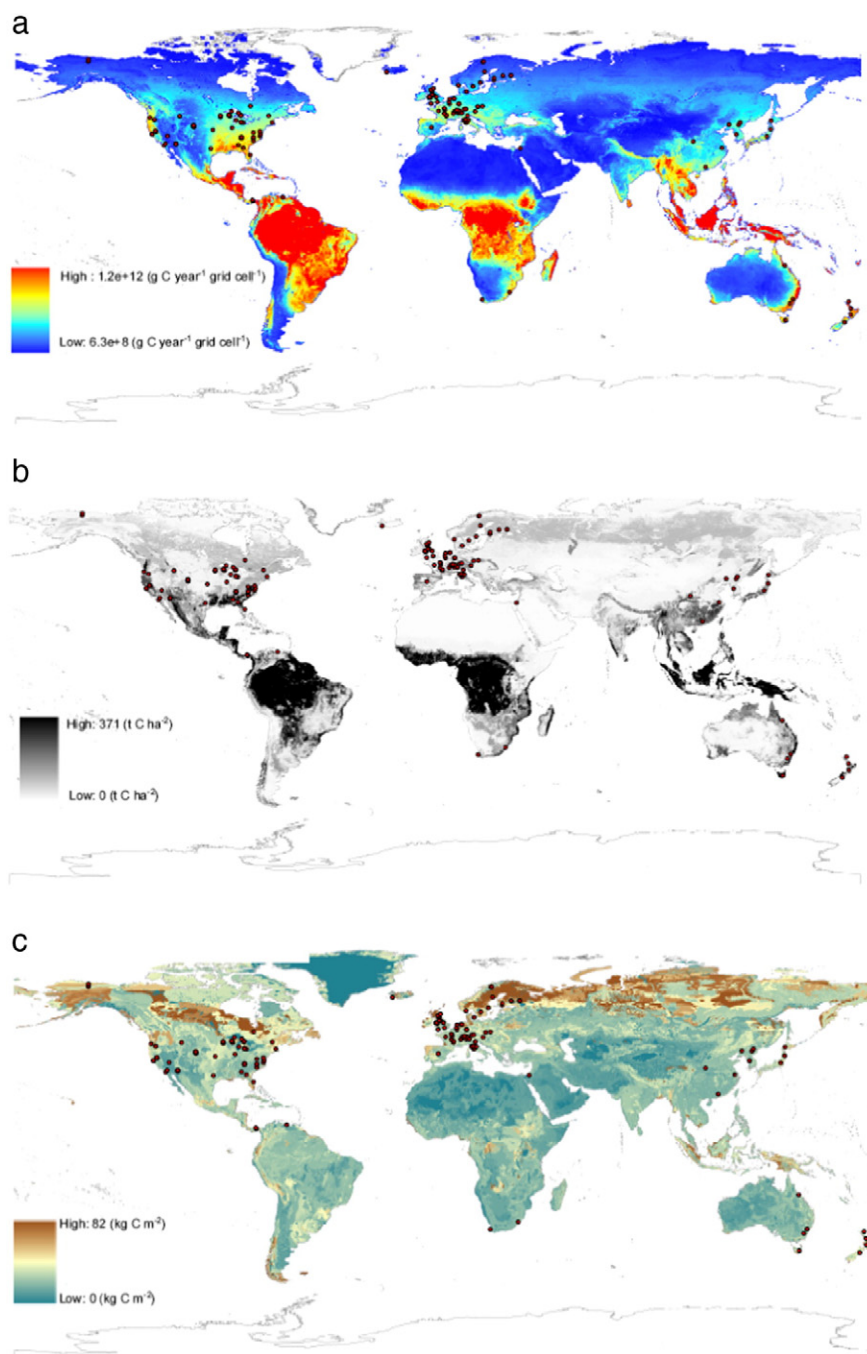 a
High : 1.2e+12 (g C year⁻¹ grid cell⁻¹)
Low: 6.3e+8 (g C year⁻¹ grid cell⁻¹)
b
High: 371 (t C ha⁻²)
Low: 0 (t C ha⁻²)
c
High: 82 (kg C m⁻²)
Low: 0 (kg C m⁻²)